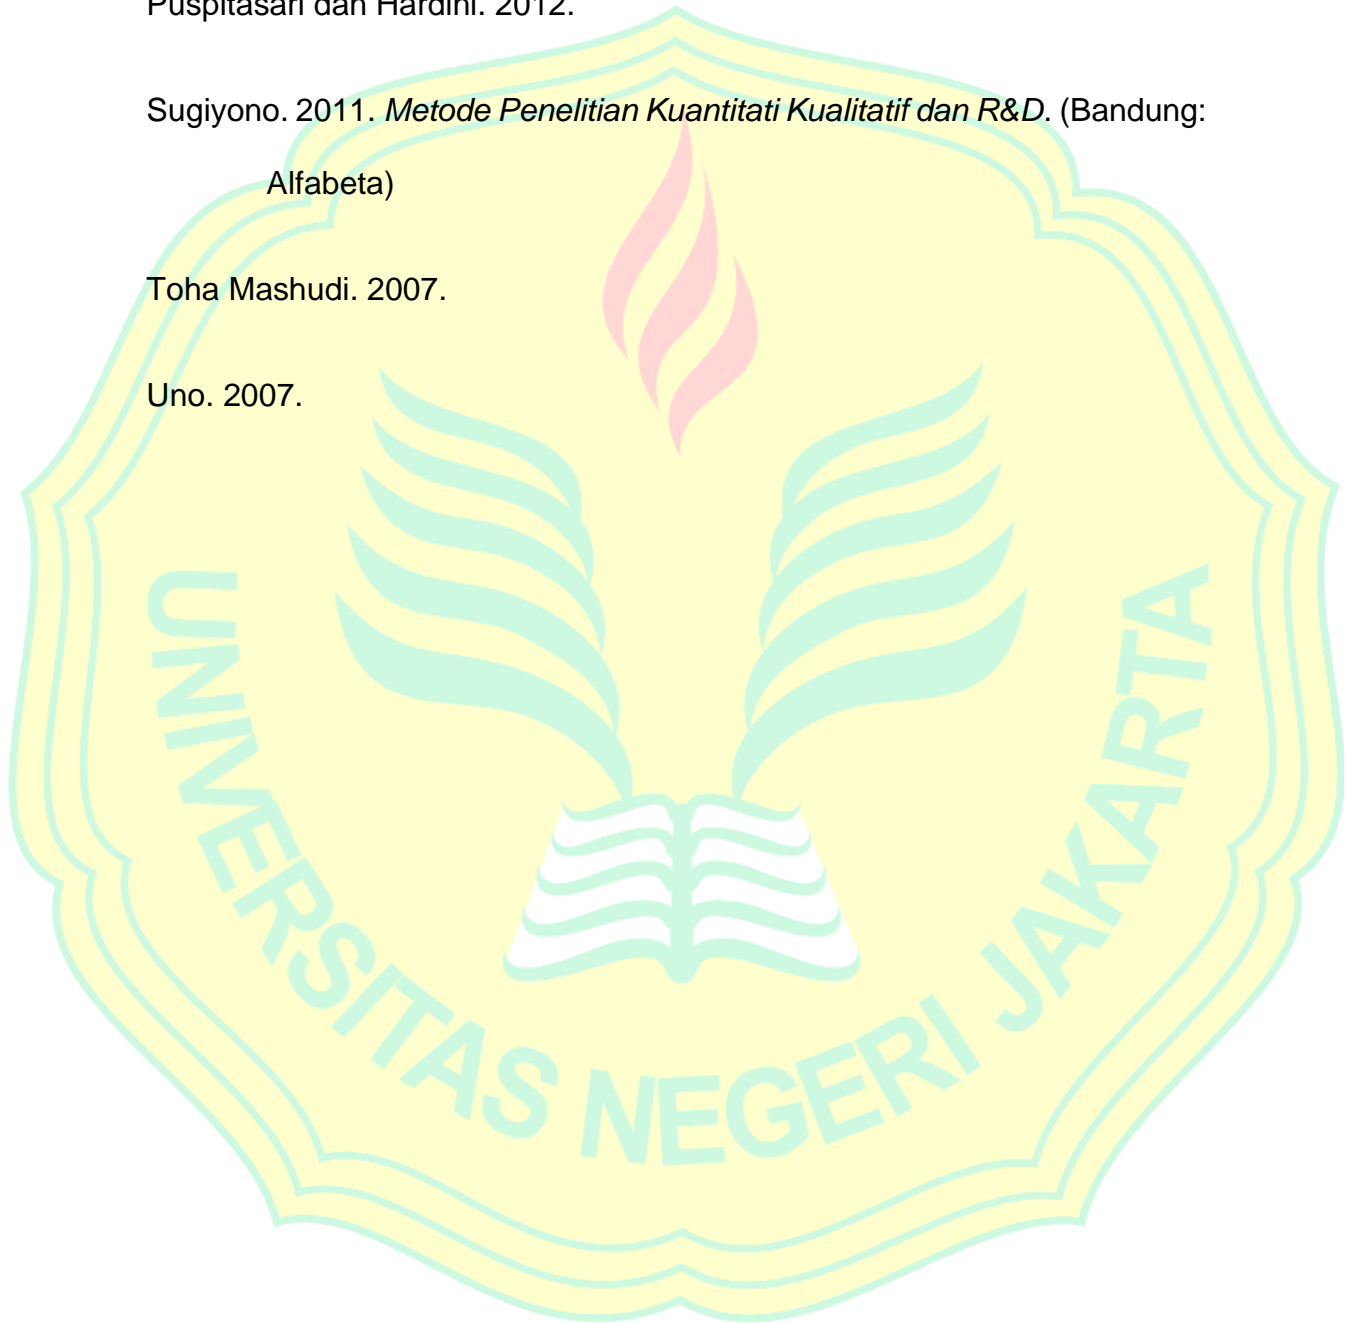 Puspitasari dan Hardini. 2012.
Sugiyono. 2011. Metode Penelitian Kuantitati Kualitatif dan R&D. (Bandung:
Alfabeta)
Toha Mashudi. 2007.
Uno. 2007.
UNIVERSITAS NEGERI JAKARTA